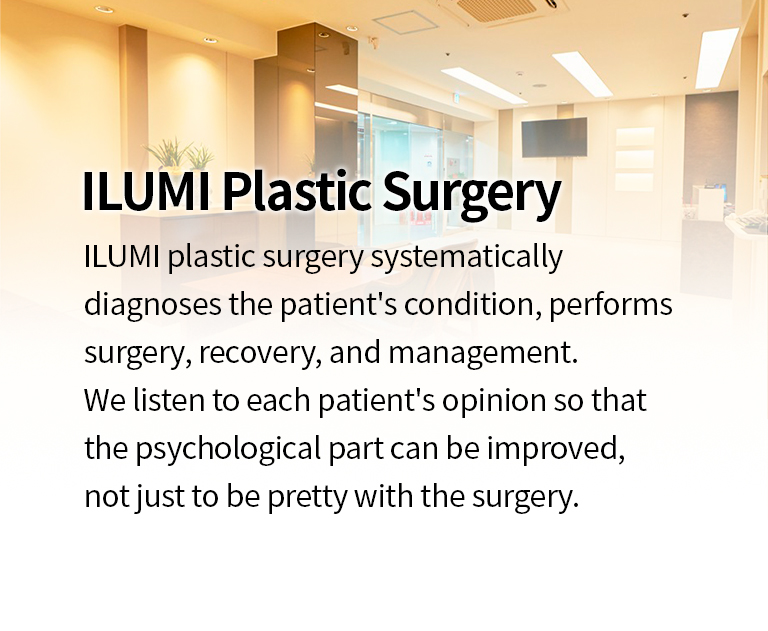 ILUMI Plastic Surgery
ILUMI plastic surgery systematically
diagnoses the patient's condition, performs
surgery, recovery, and management.
We listen to each patient's opinion so that
the psychological part can be improved,
not just to be pretty with the surgery.